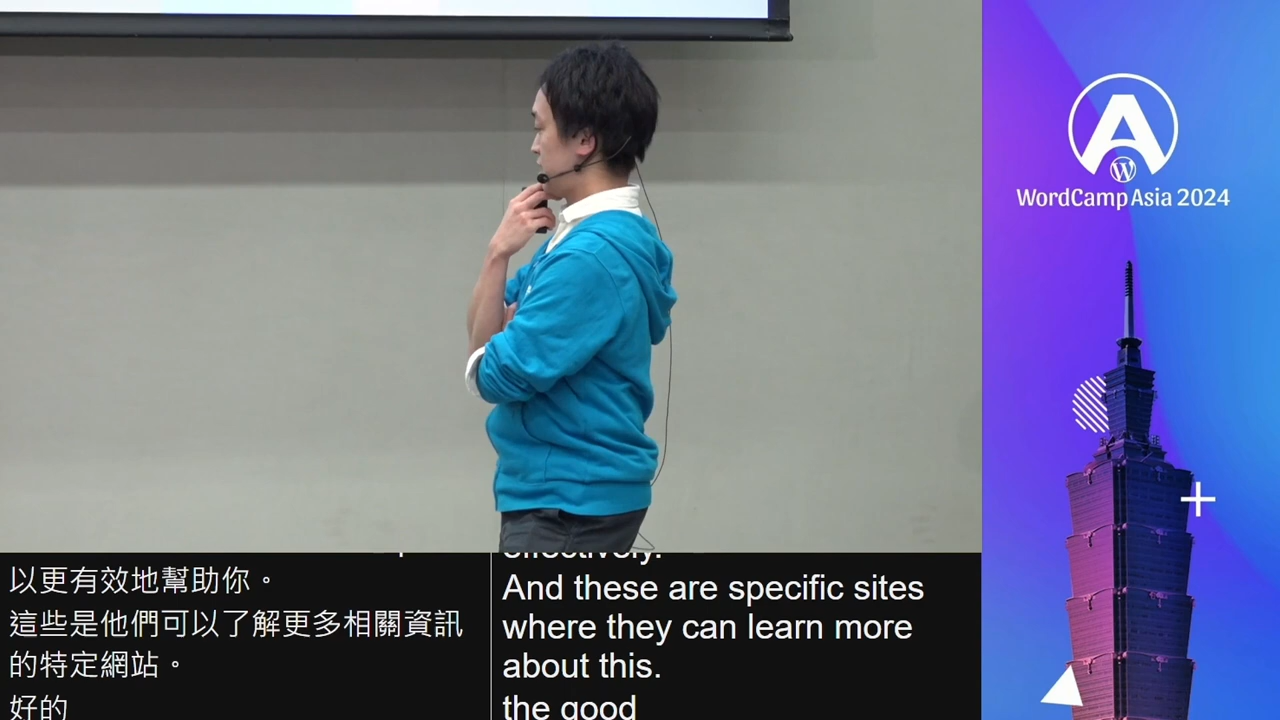 WordCamp Asia 2024
以更有效地幫助你。
這些是他們可以了解更多相關資訊
的特定網站。
好的
effectively.
And these are specific sites
where they can learn more
about this.
the good